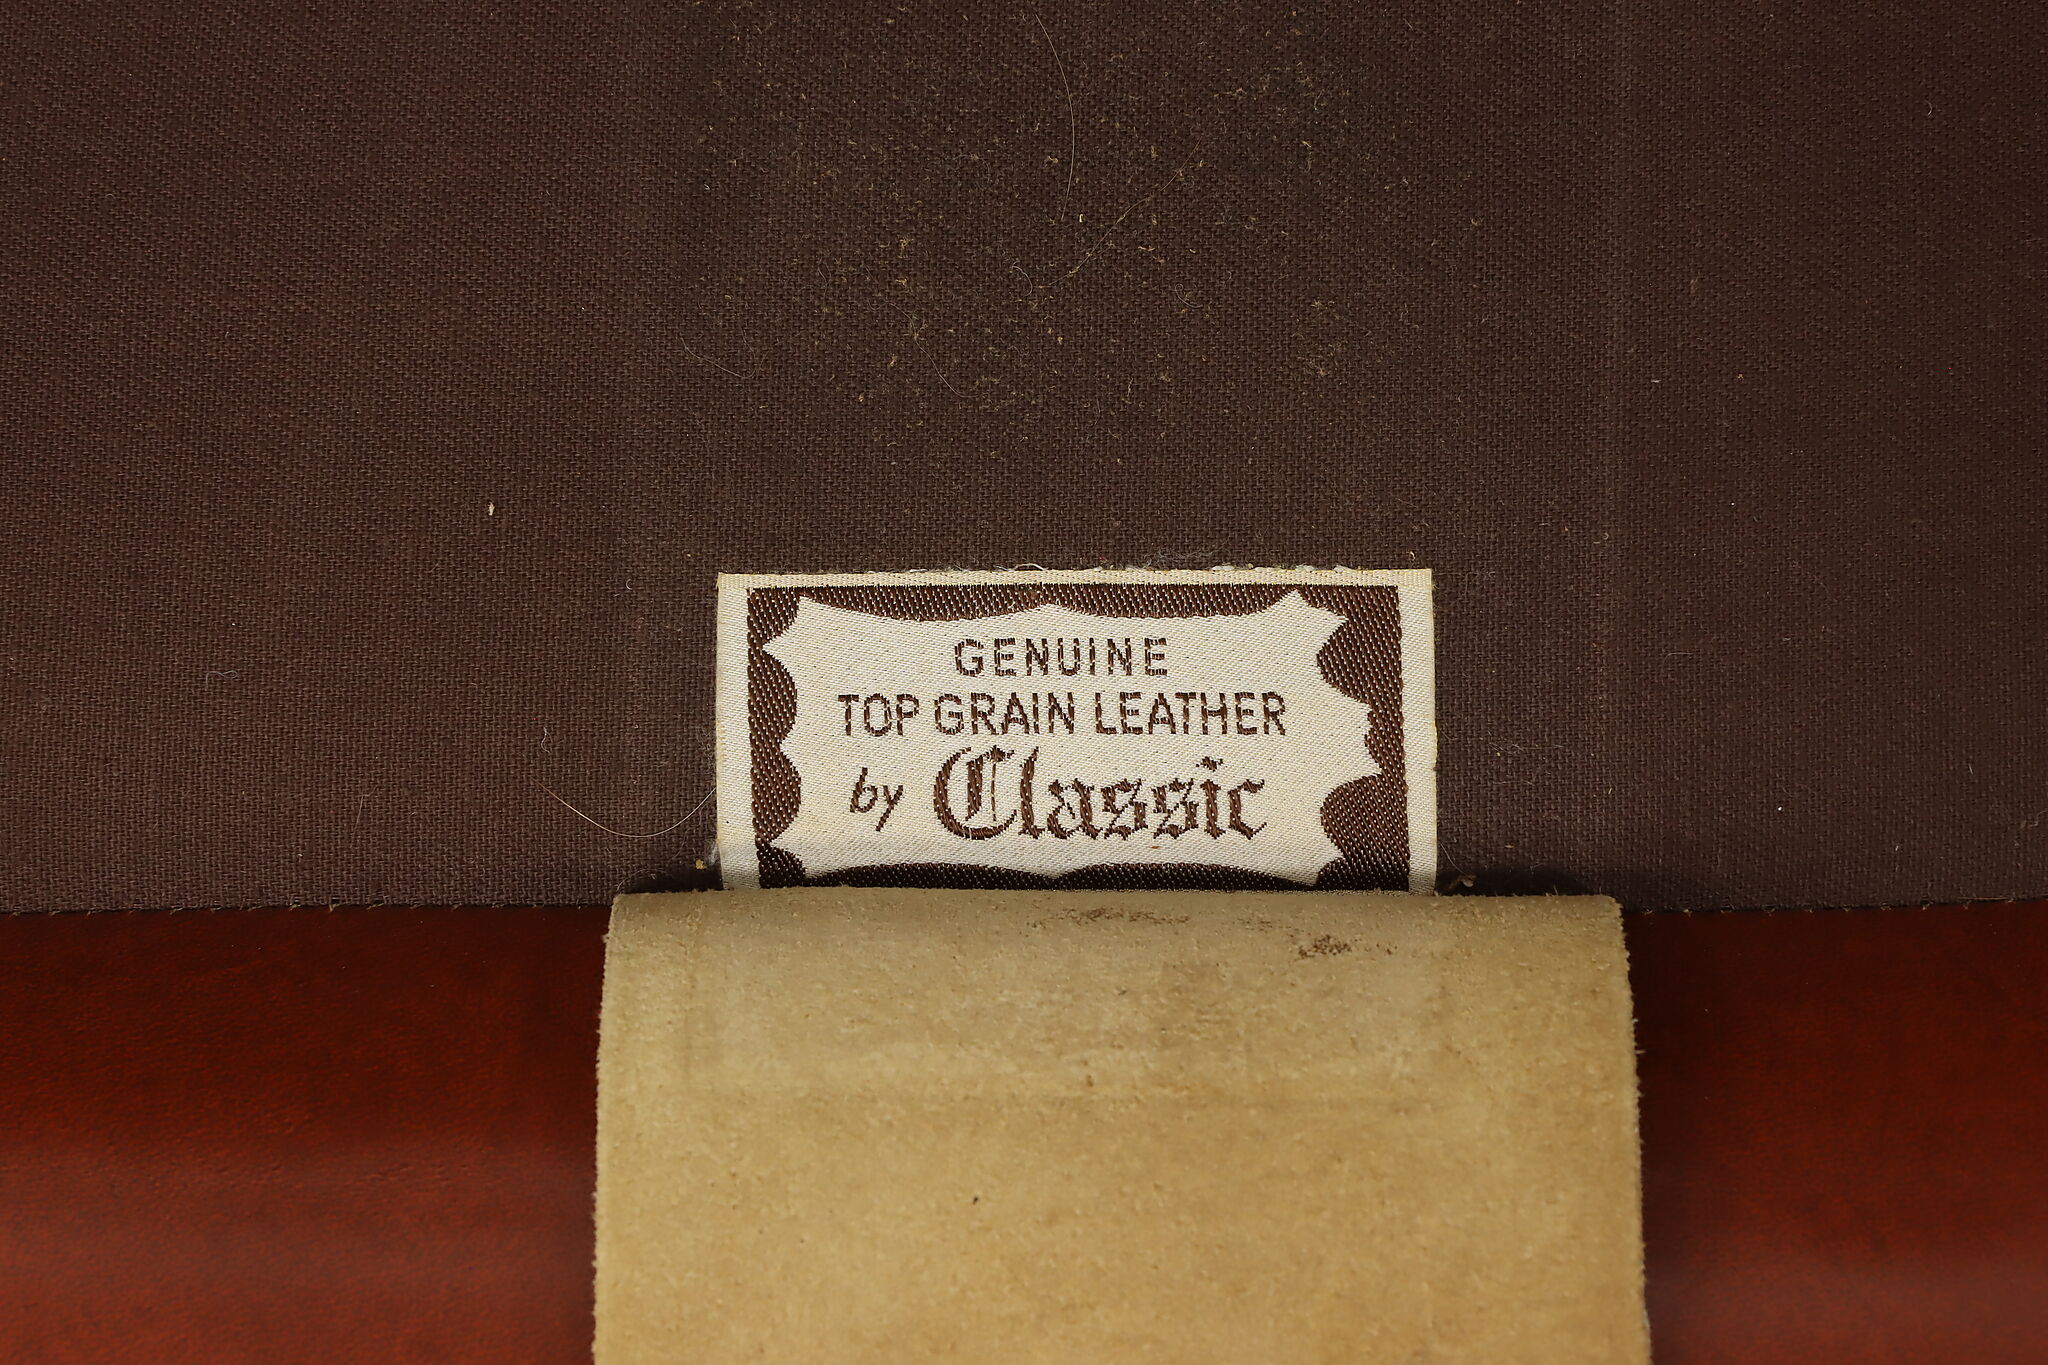 GENUINE
TOP GRAIN LEATHER
by Classic